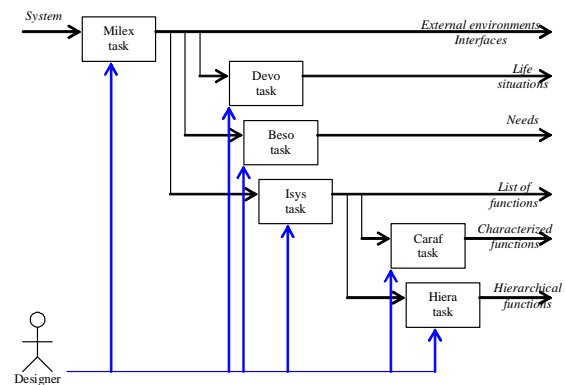 System
Milex
task
External environments
Interfaces
Devo
task
Life
situations
Beso
task
Needs
Isys
task
List of
functions
Caraf
task
Characterized
functions
Hiera
task
Hierarchical
functions
Designer